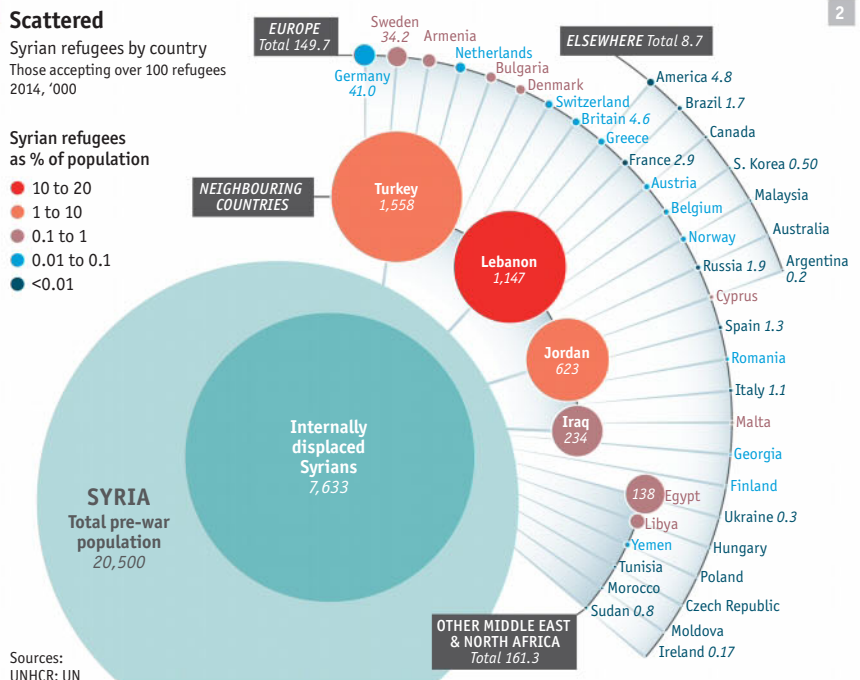 Scattered
Syrian refugees by country
Those accepting over 100 refugees
2014, ‘000
2
Syrian refugees
as % of population
10 to 20
1 to 10
0.1 to 1
0.01 to 0.1
<0.01
EUROPE
Total 149.7
Germany
41.0
Sweden
34.2
Armenia
Netherlands
Bulgaria
Denmark
Switzerland
Britain 4.6
Greece
France 2.9
Austria
Belgium
Norway
Russia 1.9
Cyprus
Spain 1.3
Romania
Italy 1.1
Malta
Georgia
Finland
Ukraine 0.3
Hungary
Poland
Czech Republic
Moldova
Ireland 0.17
ELSEWHERE Total 8.7
America 4.8
Brazil 1.7
Canada
S. Korea 0.50
Malaysia
Australia
Argentina
0.2
NEIGHBOURING
COUNTRIES
Turkey
1,558
Lebanon
1,147
Jordan
623
Iraq
234
138 Egypt
Libya
Yemen
Tunisia
Morocco
Sudan 0.8
OTHER MIDDLE EAST
& NORTH AFRICA
Total 161.3
Internally
displaced
Syrians
7,633
SYRIA
Total pre-war
population
20,500
Sources:
UNHCR; UN